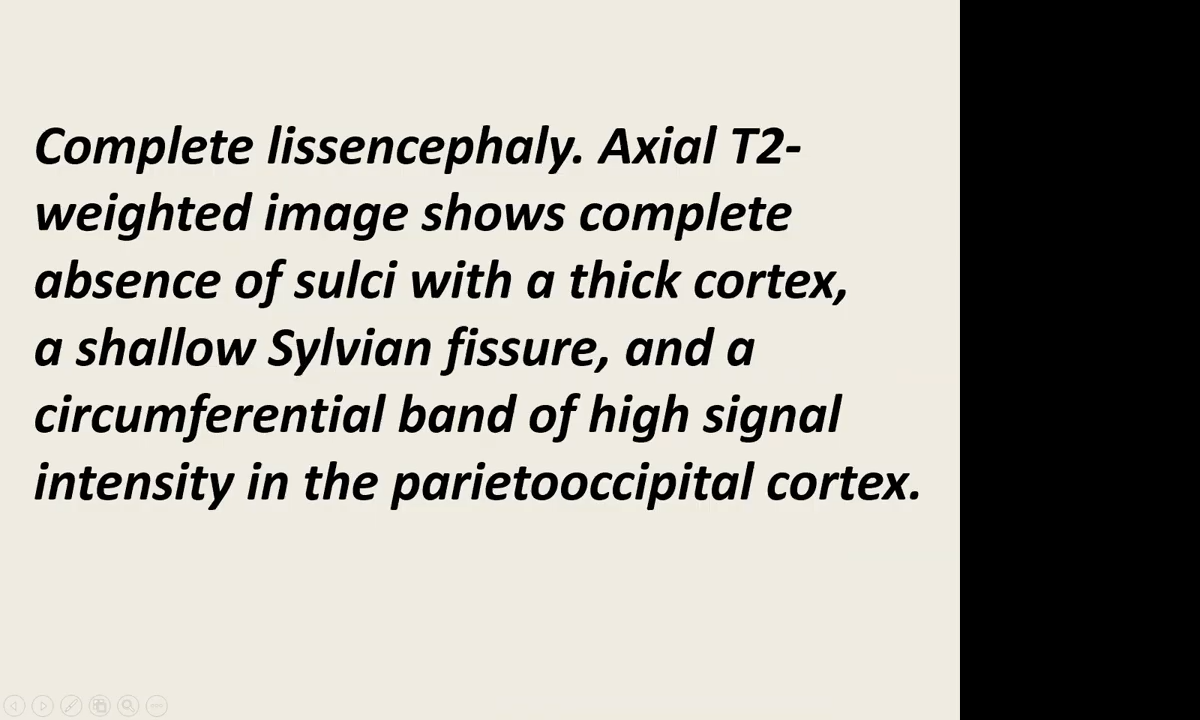 Complete lissencephaly. Axial T2-
weighted image shows complete
absence of sulci with a thick cortex,
a shallow Sylvian fissure, and a
circumferential band of high signal
intensity in the parietooccipital cortex.